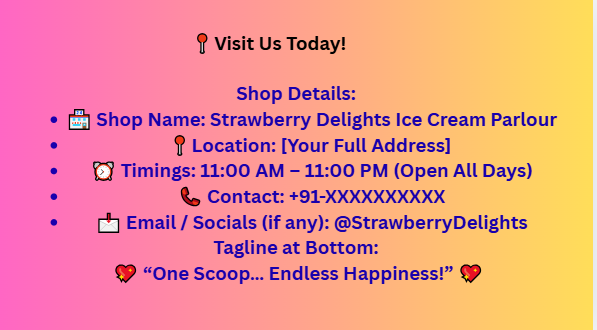 📍Visit Us Today!
Shop Details:
• 🏪 Shop Name: Strawberry Delights Ice Cream Parlour
• 📍Location: [Your Full Address]
• ⏰ Timings: 11:00 AM – 11:00 PM (Open All Days)
• 📞 Contact: +91-XXXXXXXXXX
• 📩 Email / Socials (if any): @StrawberryDelights
Tagline at Bottom:
💖 “One Scoop... Endless Happiness!” 💖